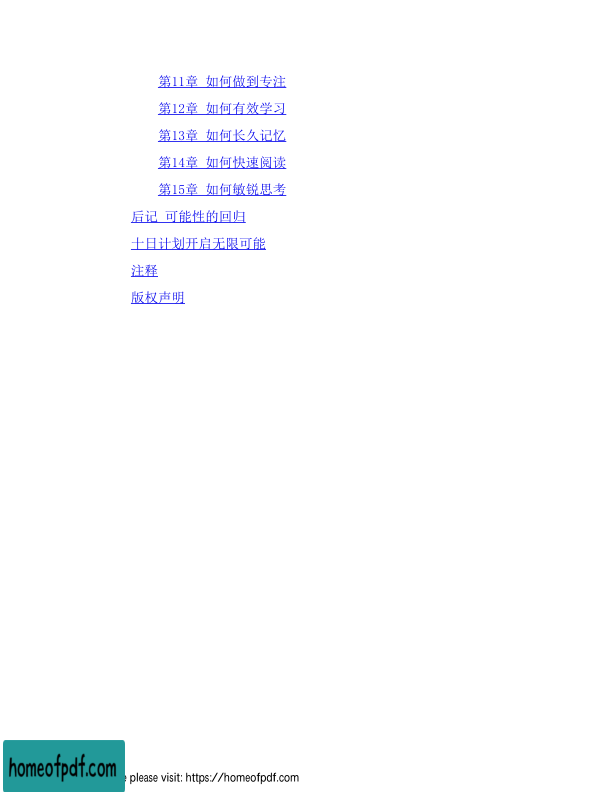 第11章 如何做到专注
第12章 如何有效学习
第13章 如何长久记忆
第14章 如何快速阅读
第15章 如何敏锐思考
后记 可能性的回归
十日计划开启无限可能
注释
版权声明
homeofpdf.com
please visit: https://homeofpdf.com